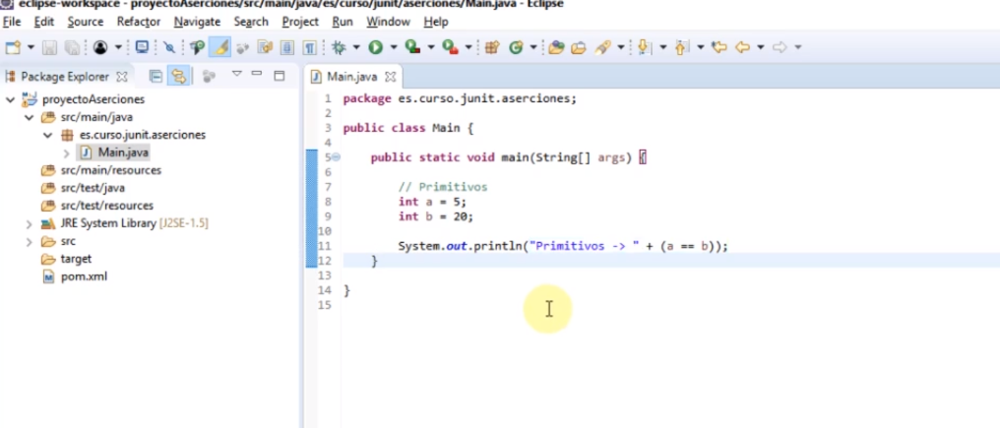 eclipse-workspace - proyectoAserciones/src/main/java/es/curso/junit/aserciones/Main.java - Eclipse
File Edit Source Refactor Navigate Search Project Run Window Help
Package Explorer
proyectoAserciones
src/main/java
es.curso.junit.aserciones
Main.java
src/main/resources
src/test/java
src/test/resources
JRE System Library [J2SE-1.5]
src
target
pom.xml
Main.java
1 package es.curso.junit.aserciones;
2
3 public class Main {
4
5 public static void main(String[] args) {
6
7 // Primitivos
8 int a = 5;
9 int b = 20;
10
11 System.out.println("Primitivos -> " + (a == b));
12 }
13
14 }
15